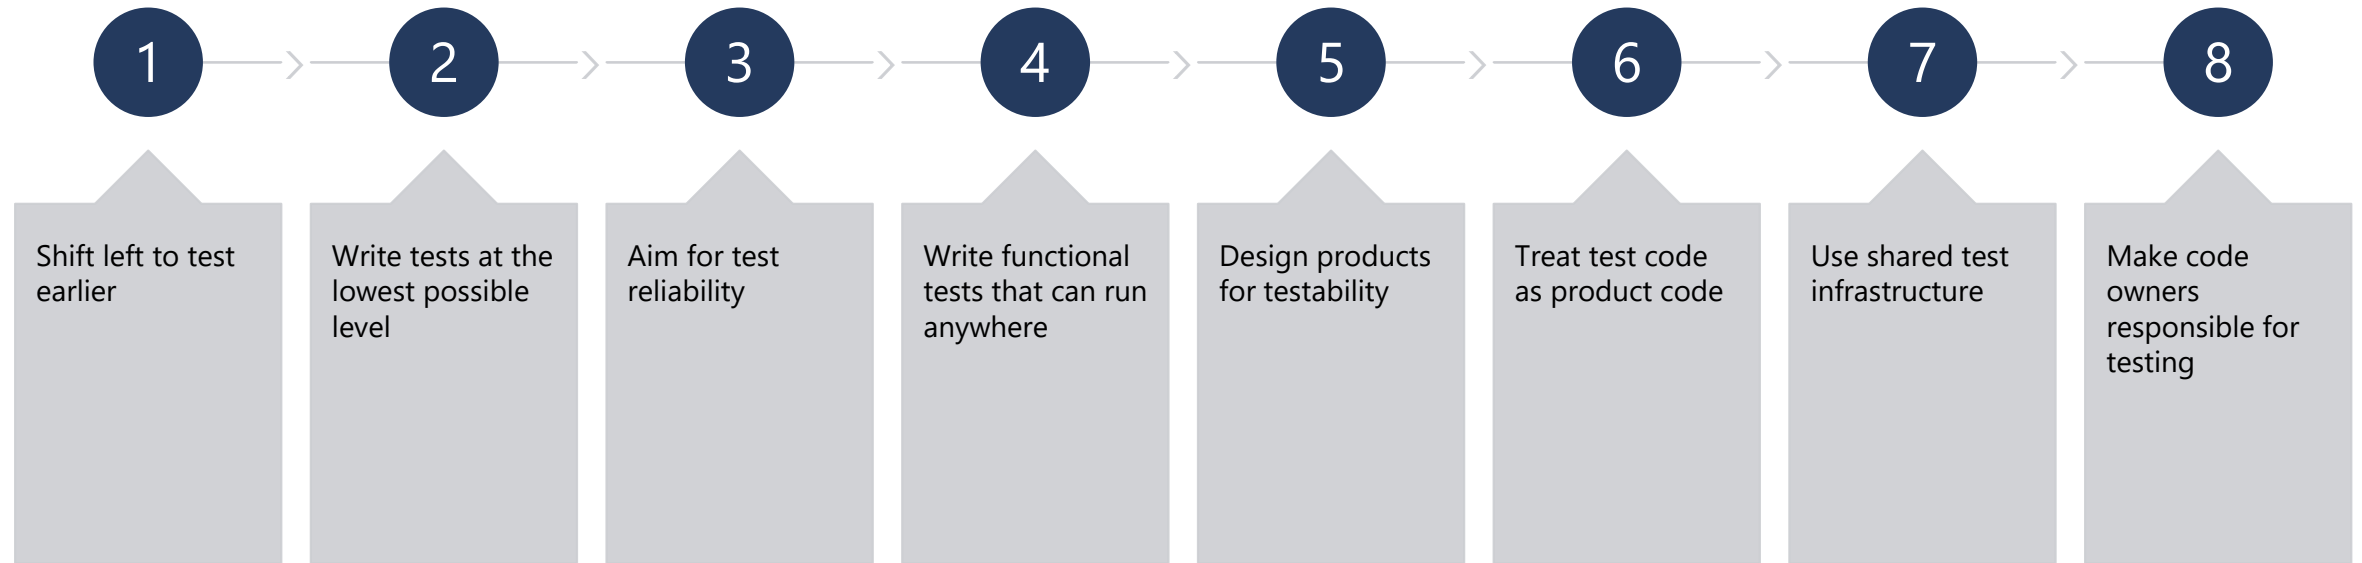 1
2
3
4
5
6
7
8
Shift left to test
earlier
Write tests at the
lowest possible
level
Aim for test
reliability
Write functional
tests that can run
anywhere
Design products
for testability
Treat test code
as product code
Use shared test
infrastructure
Make code
owners
responsible for
testing